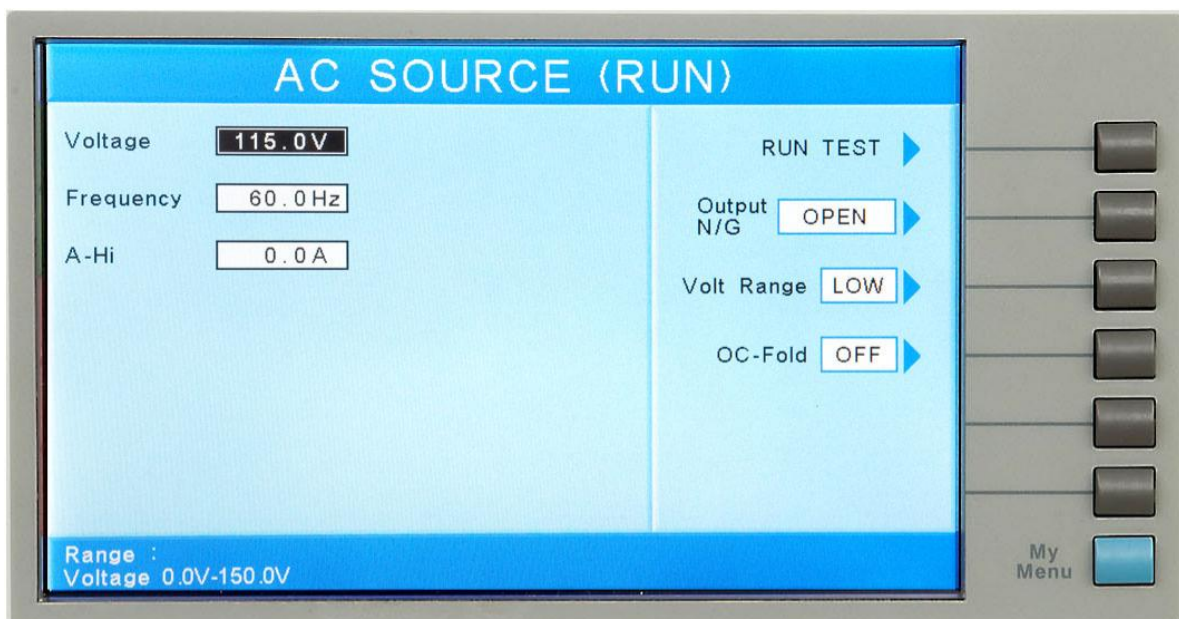 AC SOURCE (RUN)
Voltage 115.0V
Frequency 60.0Hz
A-Hi 0.0A
RUN TEST
Output
N/G OPEN
Volt Range LOW
OC-Fold OFF
Range :
Voltage 0.0V-150.0V
My
Menu